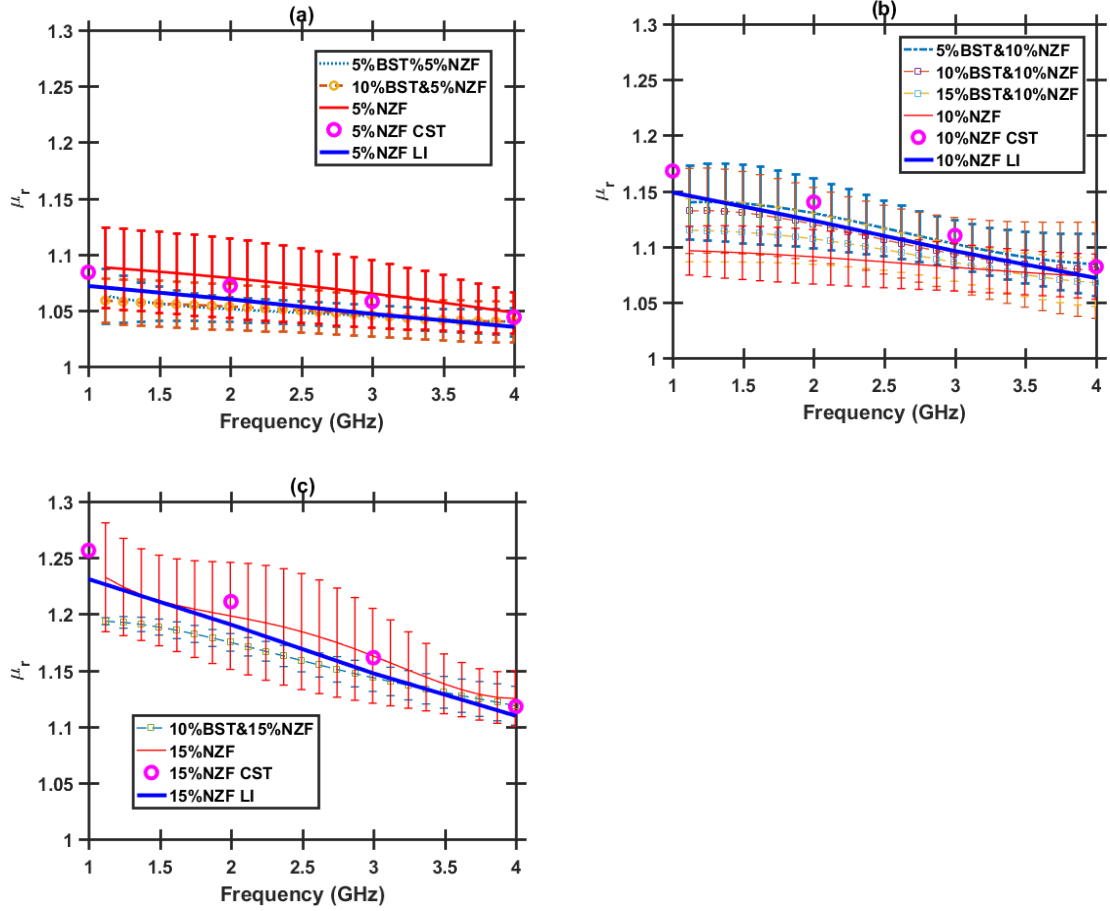 (a)
1.3
1.25
1.2
1.15
1.1
1.05
1
μr
5%BST%5%NZF
10%BST&5%NZF
5%NZF
5%NZF CST
5%NZF LI
1 1.5 2 2.5 3 3.5 4
Frequency (GHz)
(b)
1.3
1.25
1.2
1.15
1.1
1.05
1
μr
5%BST&10%NZF
10%BST&10%NZF
15%BST&10%NZF
10%NZF
10%NZF CST
10%NZF LI
1 1.5 2 2.5 3 3.5 4
Frequency (GHz)
(c)
1.3
1.25
1.2
1.15
1.1
1.05
1
μr
10%BST&15%NZF
15%NZF
15%NZF CST
15%NZF LI
1 1.5 2 2.5 3 3.5 4
Frequency (GHz)